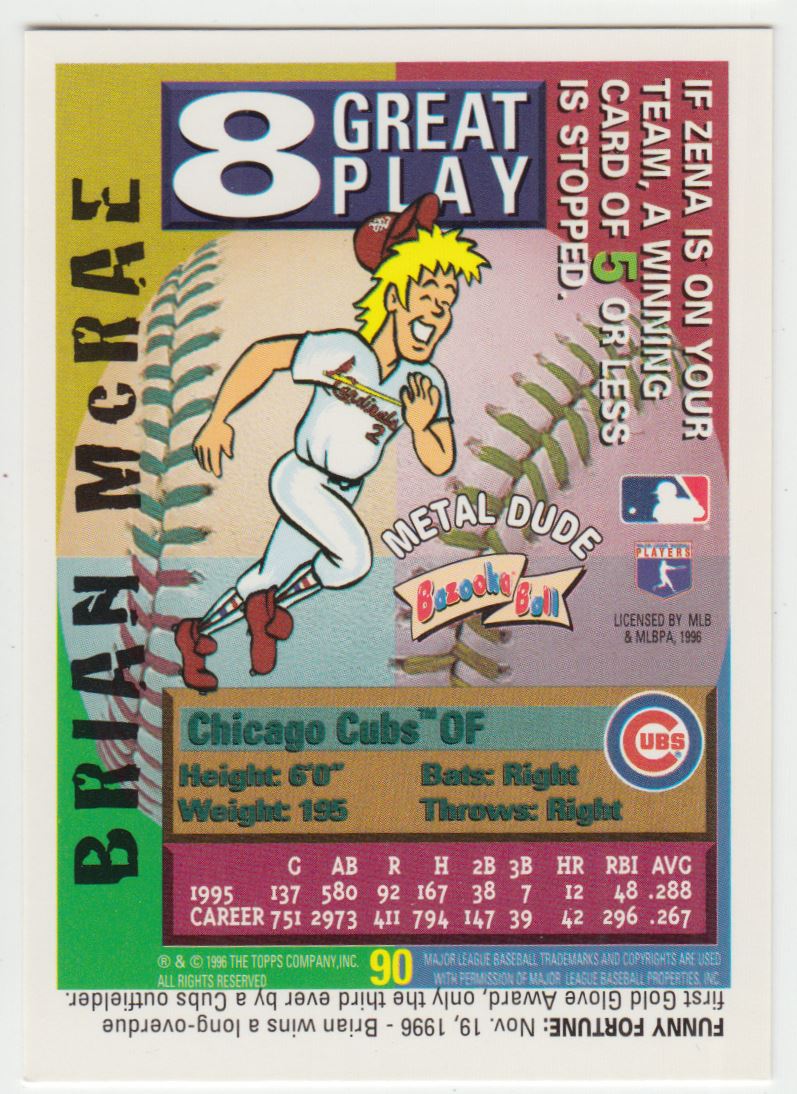 8 GREAT
PLAY
IF ZENA IS ON YOUR
TEAM, A WINNING
CARD OF 5 OR LESS
IS STOPPED.
BRIAN McRAE
Cardinals
2
METAL DUDE
Bazooka™ Ball
MAJOR LEAGUE BASEBALL
PLAYERS
LICENSED BY MLB
& MLBPA, 1996
Chicago Cubs™ OF
CUBS®
Height: 6'0" Bats: Right
Weight: 195 Throws: Right
G AB R H 2B 3B HR RBI AVG
1995 137 580 92 167 38 7 12 48 .288
CAREER 751 2973 411 794 147 39 42 296 .267
® & © 1996 THE TOPPS COMPANY, INC.
ALL RIGHTS RESERVED
90
MAJOR LEAGUE BASEBALL TRADEMARKS AND COPYRIGHTS ARE USED
WITH PERMISSION OF MAJOR LEAGUE BASEBALL PROPERTIES, INC.
FUNNY FORTUNE: Nov. 19, 1996 - Brian wins a long-overdue
first Gold Glove Award, only the third ever by a Cubs outfielder.